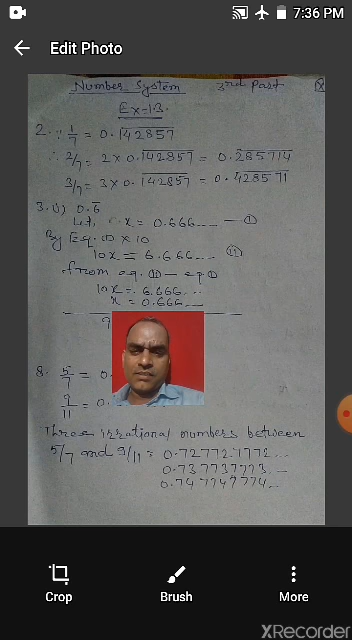 7:36 PM
Edit Photo
Number System 3rd Part
Ex-1.3.
2. ∵ 1/7 = 0.142857
∴ 2/7 = 2 x 0.142857 = 0.285714
3/7 = 3 x 0.142857 = 0.428571
3. (i) 0.6
Let, x = 0.666 --- ①
By Eq. ① x 10
10x = 6.666 ... ⑪
from eq. ⑪ - eq ①
10x = 6.666...
x = 0.666...
9
8. 5/7 = 0.
9/11 = 0.
Three irrational numbers between
5/7 and 9/11 = 0.727727772...
0.737737773...
0.747747774...
Crop Brush More
XRecorder